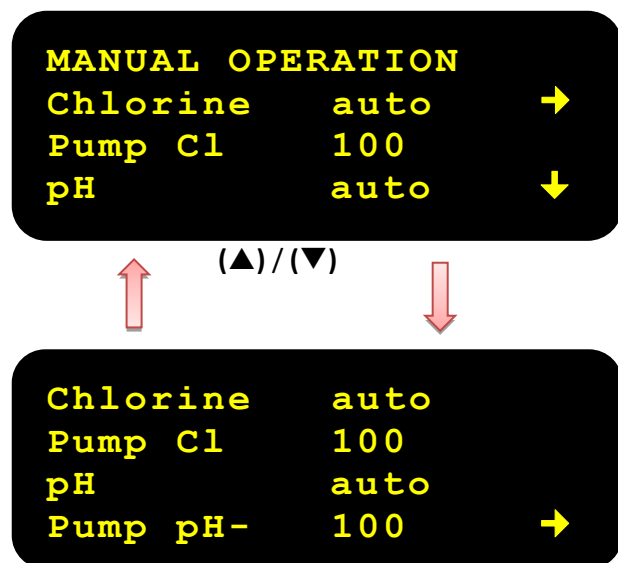 MANUAL OPERATION
Chlorine auto →
Pump Cl 100
pH auto ↓
(▲)/(▼)
Chlorine auto
Pump Cl 100
pH auto
Pump pH- 100 →